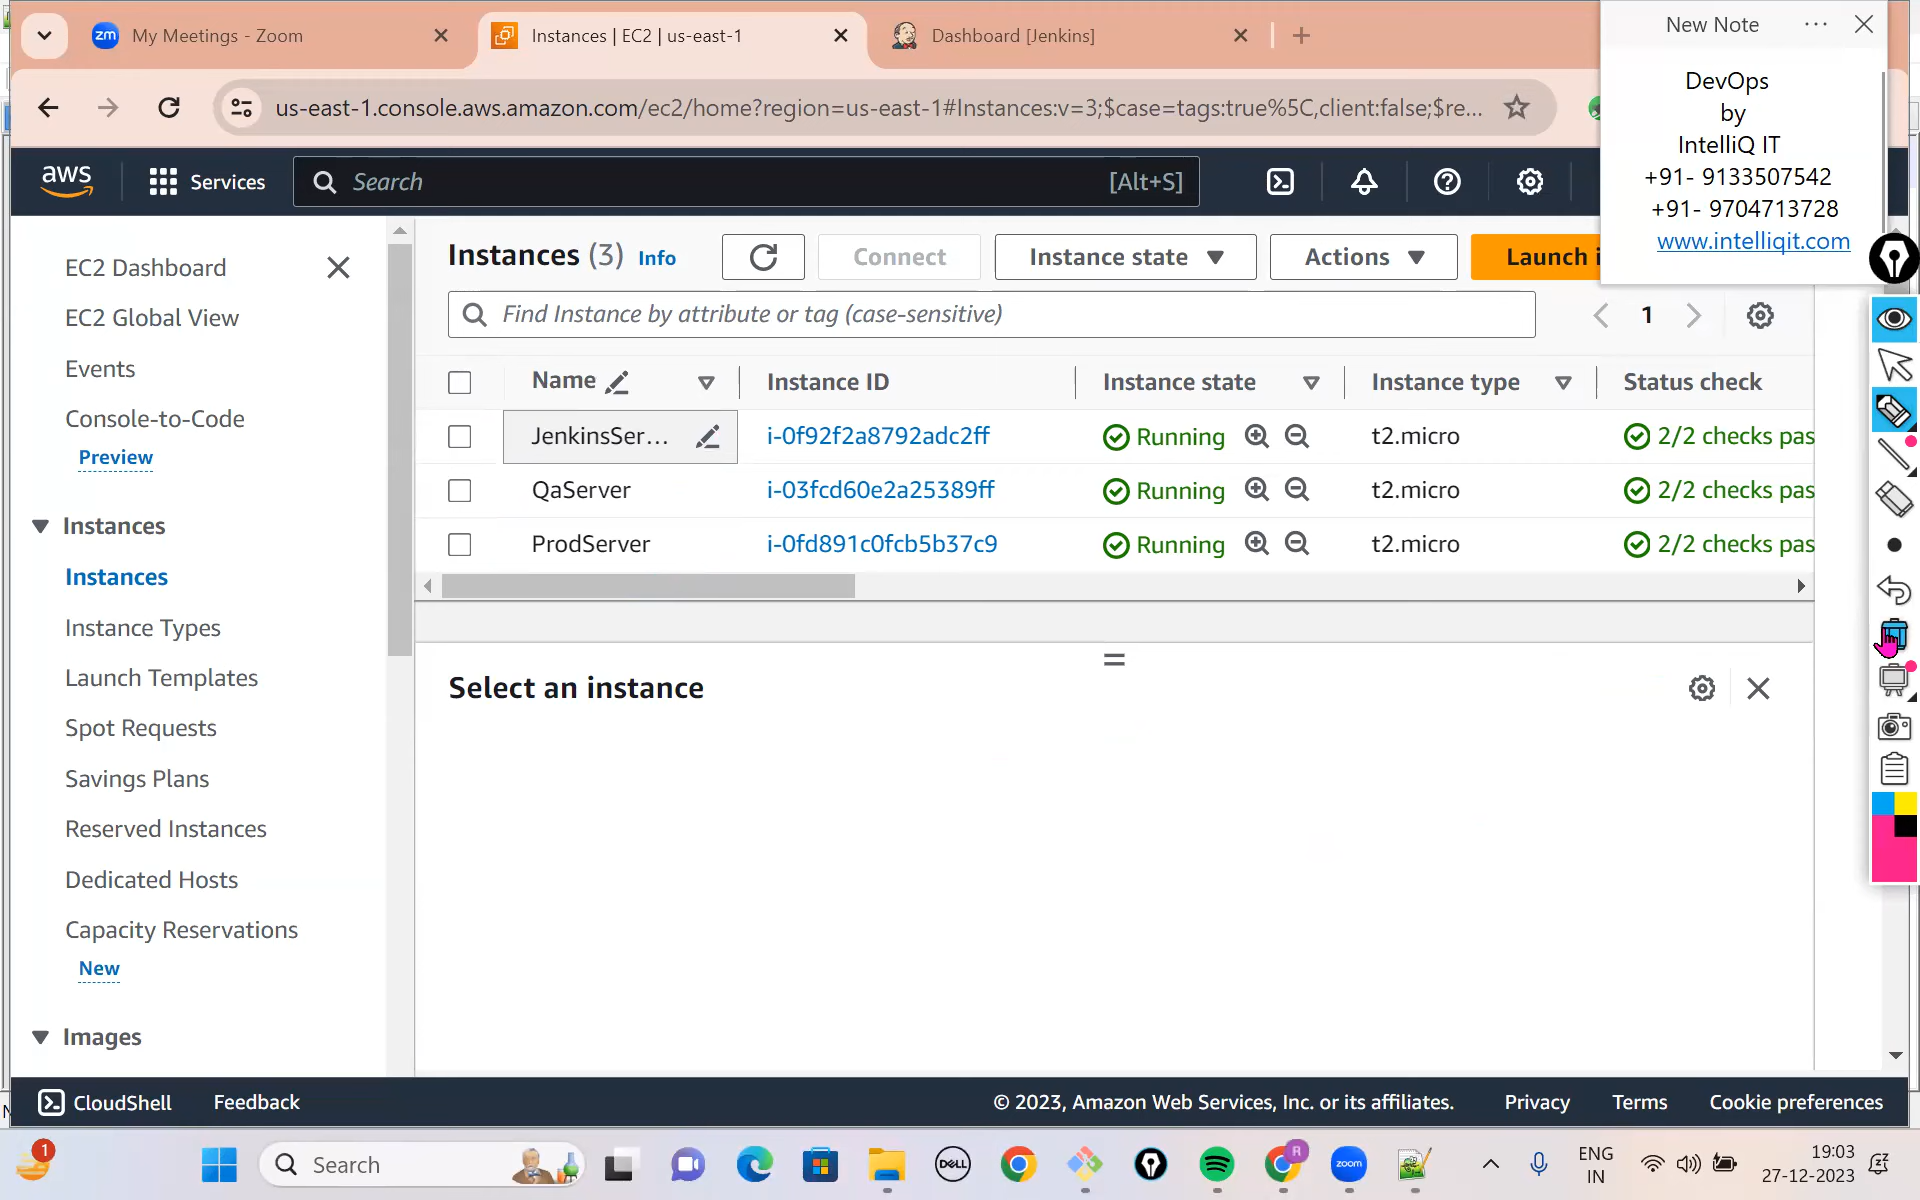 My Meetings - Zoom
Instances | EC2 | us-east-1
Dashboard [Jenkins]
New Note
DevOps
by
IntelliQ IT
+91- 9133507542
+91- 9704713728
www.intelliqit.com
us-east-1.console.aws.amazon.com/ec2/home?region=us-east-1#Instances:v=3;$case=tags:true%5C,client:false;$re...
aws
Services
Search
[Alt+S]
EC2 Dashboard
EC2 Global View
Events
Console-to-Code
Preview
Instances
Instances
Instance Types
Launch Templates
Spot Requests
Savings Plans
Reserved Instances
Dedicated Hosts
Capacity Reservations
New
Images
Instances (3) Info
Connect
Instance state
Actions
Launch i
Find Instance by attribute or tag (case-sensitive)
1
Name Instance ID Instance state Instance type Status check
JenkinsSer... i-0f92f2a8792adc2ff Running t2.micro 2/2 checks pas
QaServer i-03fcd60e2a25389ff Running t2.micro 2/2 checks pas
ProdServer i-0fd891c0fcb5b37c9 Running t2.micro 2/2 checks pas
Select an instance
CloudShell
Feedback
© 2023, Amazon Web Services, Inc. or its affiliates.
Privacy
Terms
Cookie preferences
1
Search
DELL
zoom
R
ENG
IN
19:03
27-12-2023